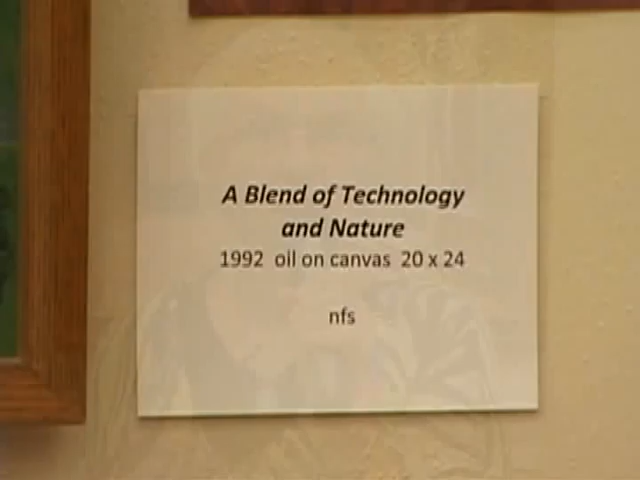 A Blend of Technology
and Nature
1992 oil on canvas 20 x 24
nfs